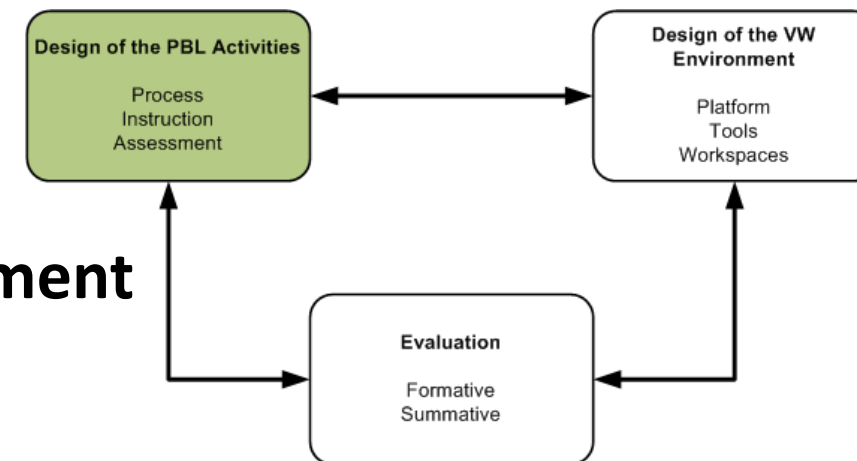 Design of the PBL Activities
Process
Instruction
Assessment
Design of the VW
Environment
Platform
Tools
Workspaces
ment
Evaluation
Formative
Summative